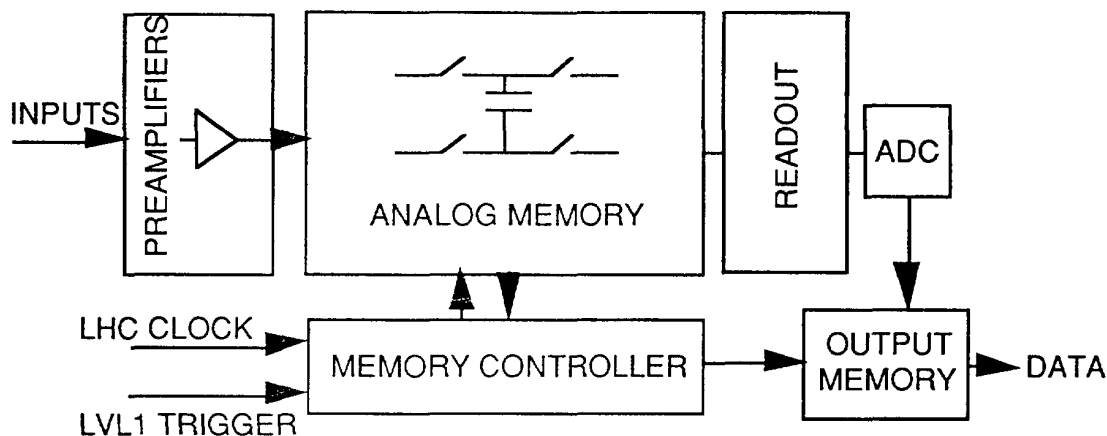 INPUTS
PREAMPLIFIERS
ANALOG MEMORY
READOUT
ADC
LHC CLOCK
LVL1 TRIGGER
MEMORY CONTROLLER
OUTPUT
MEMORY
DATA